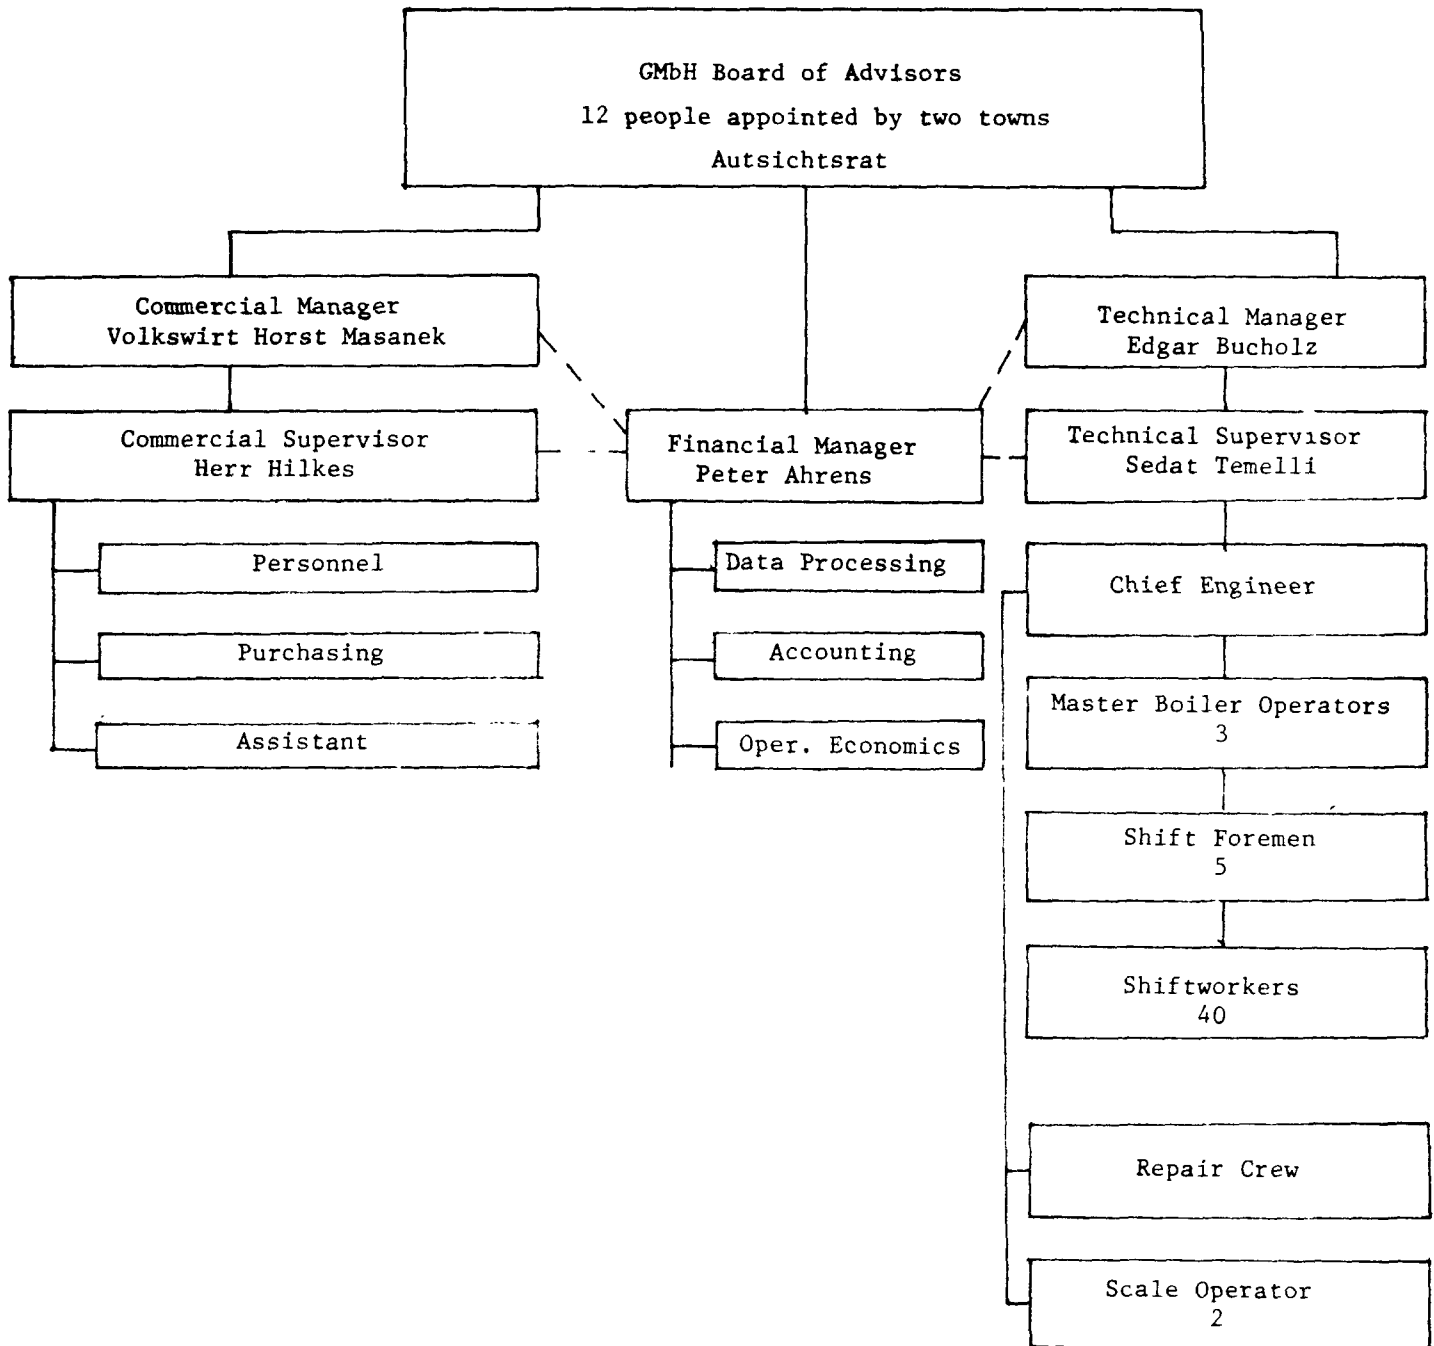 GMbH Board of Advisors
12 people appointed by two towns
Autsichtsrat
Commercial Manager
Volkswirt Horst Masanek
Technical Manager
Edgar Bucholz
Commercial Supervisor
Herr Hilkes
Financial Manager
Peter Ahrens
Technical Supervisor
Sedat Temelli
Personnel
Purchasing
Assistant
Data Processing
Accounting
Oper. Economics
Chief Engineer
Master Boiler Operators
3
Shift Foremen
5
Shiftworkers
40
Repair Crew
Scale Operator
2